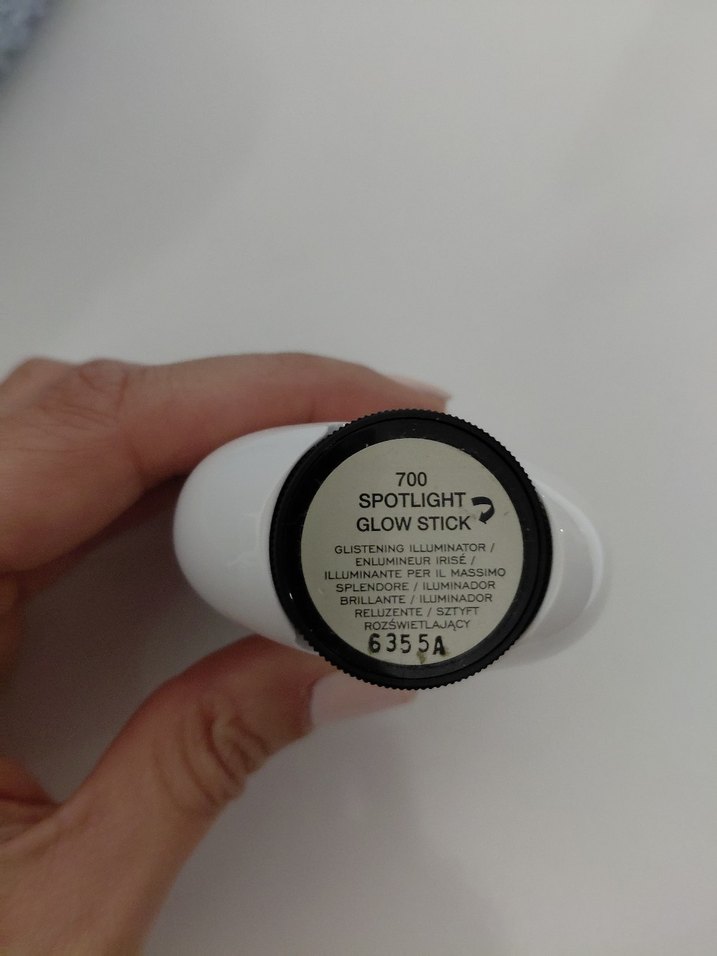 700
SPOTLIGHT
GLOW STICK
GLISTENING ILLUMINATOR /
ENLUMINEUR IRISÉ /
ILLUMINANTE PER IL MASSIMO
SPLENDORE / ILUMINADOR
BRILLANTE / ILUMINADOR
RELUZENTE / SZTYFT
ROZŚWIETLAJĄCY
6355A